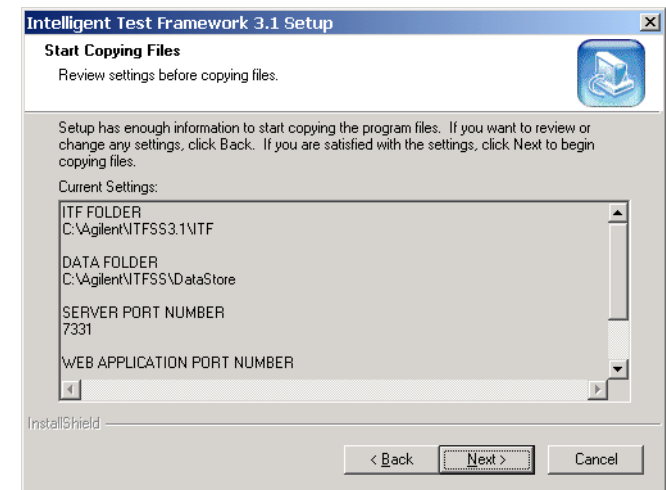 Intelligent Test Framework 3.1 Setup
Start Copying Files
Review settings before copying files.
Setup has enough information to start copying the program files. If you want to review or
change any settings, click Back. If you are satisfied with the settings, click Next to begin
copying files.
Current Settings:
ITF FOLDER
C:\Agilent\ITFSS3.1\ITF
DATA FOLDER
C:\Agilent\ITFSS\DataStore
SERVER PORT NUMBER
7331
WEB APPLICATION PORT NUMBER
InstallShield
< Back Next > Cancel